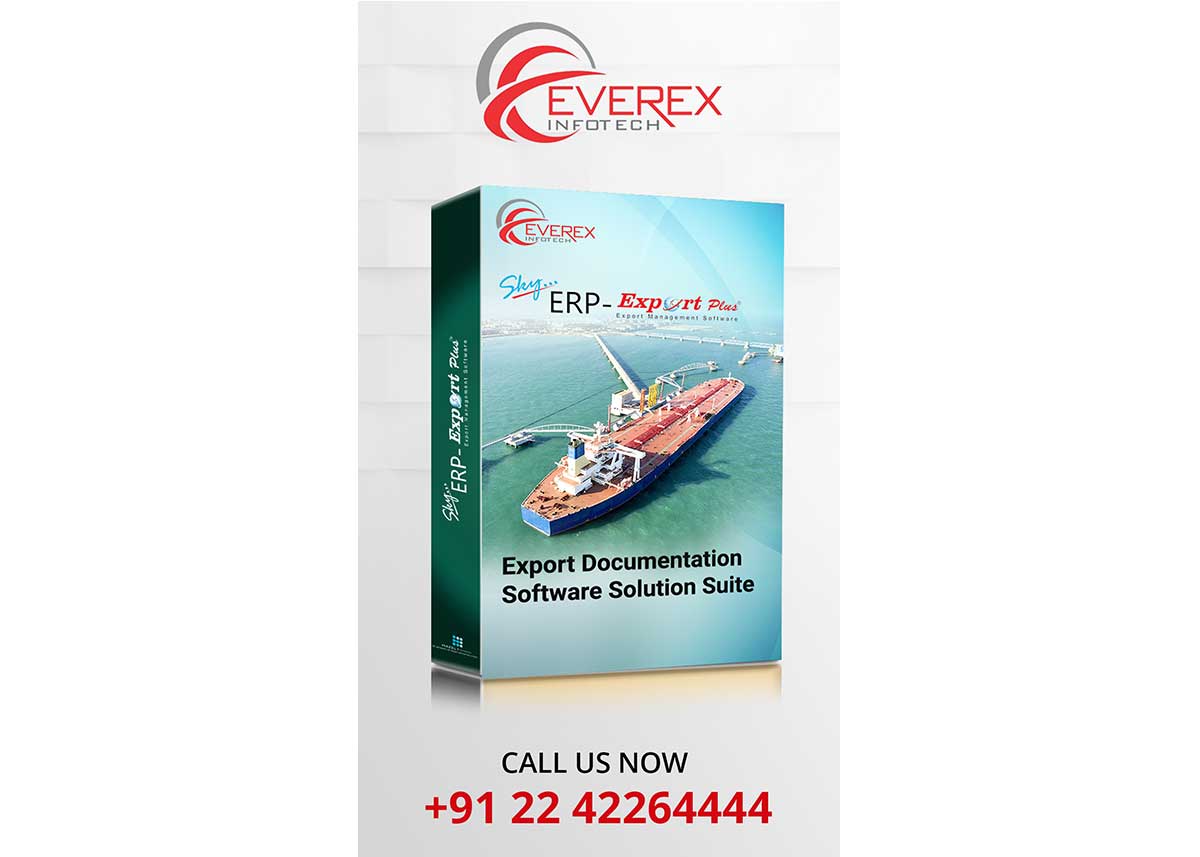 EVEREX
INFOTECH
EVEREX
INFOTECH
Sky...
ERP- Export Plus®
Export Management Software
Sky... ERP- Export Plus
Export Management Software
Export Documentation
Software Solution Suite
CALL US NOW
+91 22 42264444